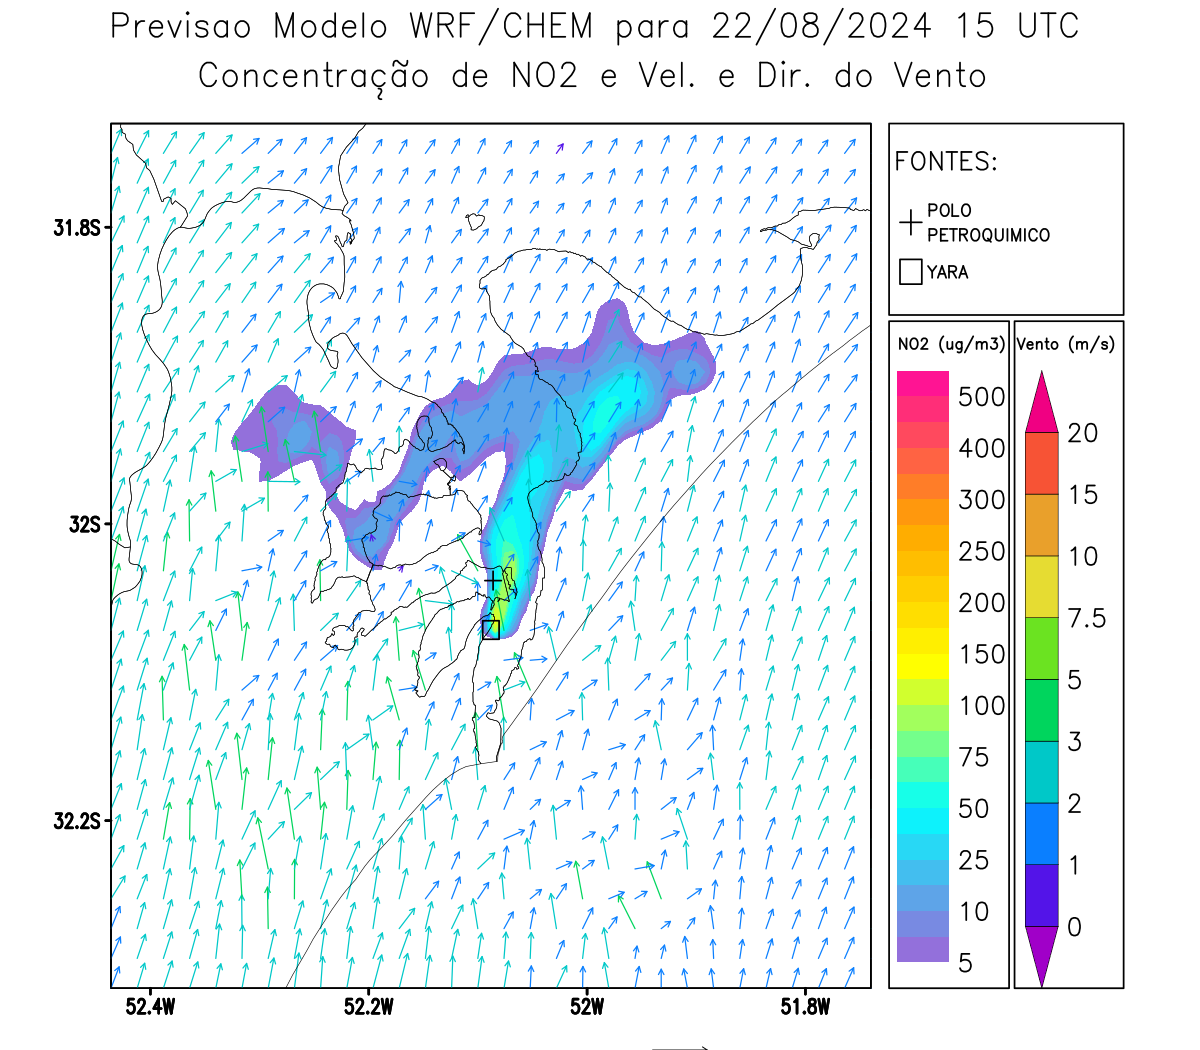 Previsao Modelo WRF/CHEM para 22/08/2024 15 UTC
Concentração de NO2 e Vel. e Dir. do Vento
FONTES:
POLO
PETROQUIMICO
YARA
NO2 (ug/m3)
500
400
300
250
200
150
100
75
50
25
10
5
Vento (m/s)
20
15
10
7.5
5
3
2
1
0
31.8S
32S
32.2S
52.4W
52.2W
52W
51.8W